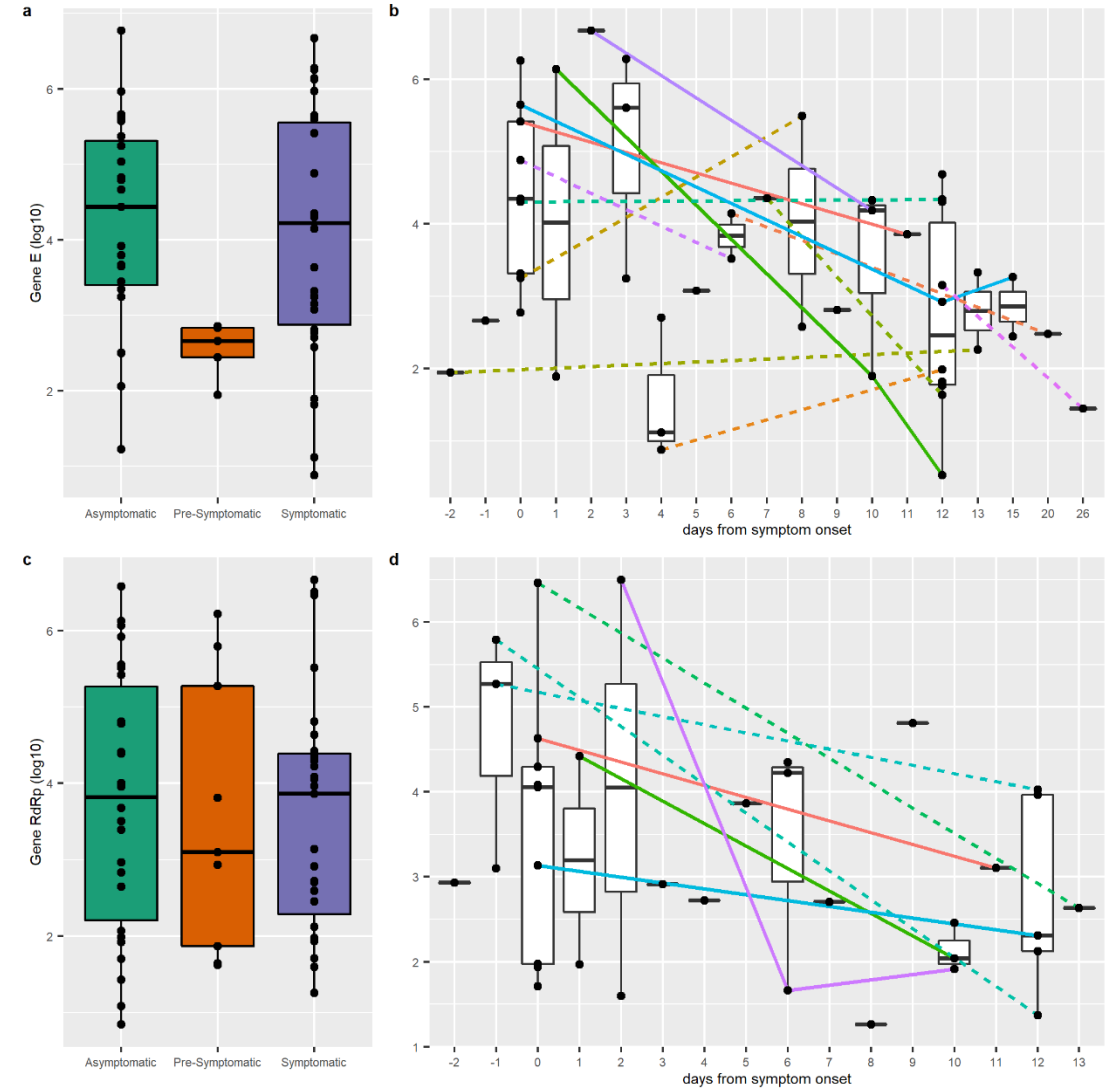 a
Gene E (log10)
6
4
2
Asymptomatic Pre-Symptomatic Symptomatic
b
6
4
2
-2 -1 0 1 2 3 4 5 6 7 8 9 10 11 12 13 15 20 26
days from symptom onset
c
Gene RdRp (log10)
6
4
2
Asymptomatic Pre-Symptomatic Symptomatic
d
6
5
4
3
2
1
-2 -1 0 1 2 3 4 5 6 7 8 9 10 11 12 13
days from symptom onset